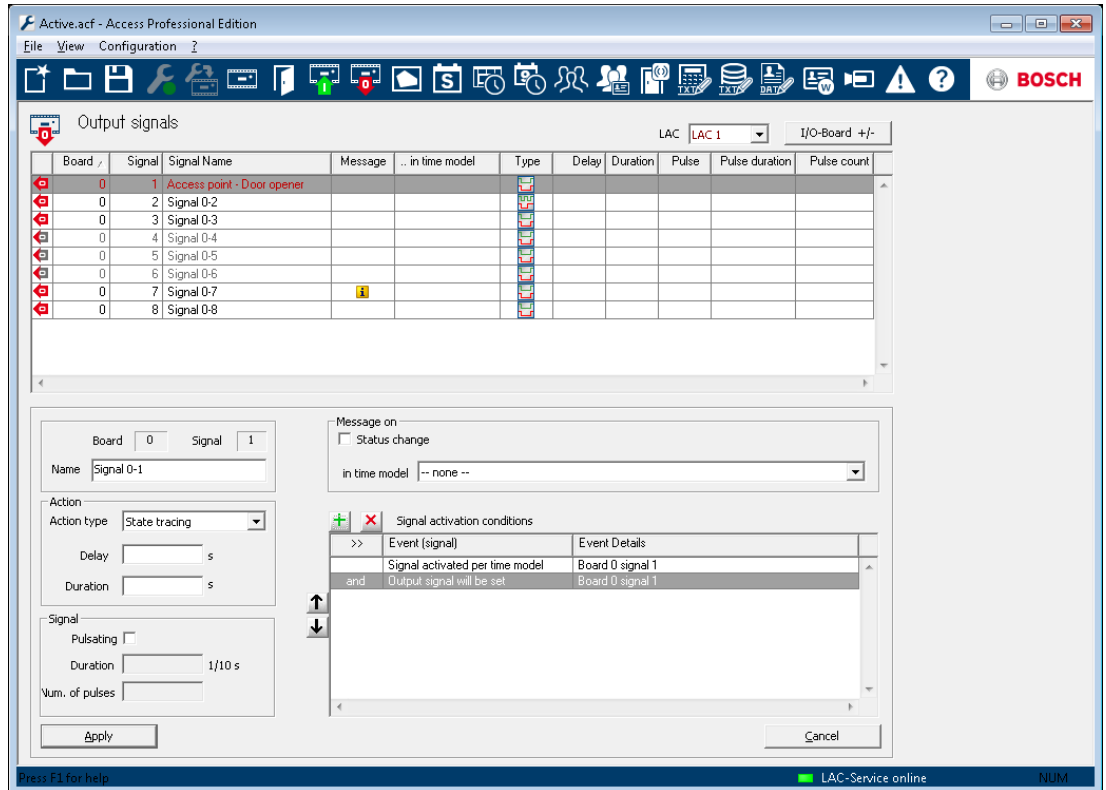 Active.acf - Access Professional Edition
File View Configuration ?
S TXT TXT DATA W ? BOSCH
Output signals
LAC LAC 1 I/O-Board +/-
Board / Signal Signal Name Message .. in time model Type Delay Duration Pulse Pulse duration Pulse count
0 1 Access point - Door opener
0 2 Signal 0-2
0 3 Signal 0-3
0 4 Signal 0-4
0 5 Signal 0-5
0 6 Signal 0-6
0 7 Signal 0-7 i
0 8 Signal 0-8
Board 0 Signal 1
Name Signal 0-1
Message on
Status change
in time model -- none --
Action
Action type State tracing
Delay s
Duration s
Signal activation conditions
>> Event (signal) Event Details
Signal activated per time model Board 0 signal 1
and Output signal will be set Board 0 signal 1
Signal
Pulsating
Duration 1/10 s
Num. of pulses
Apply
Cancel
Press F1 for help LAC-Service online NUM